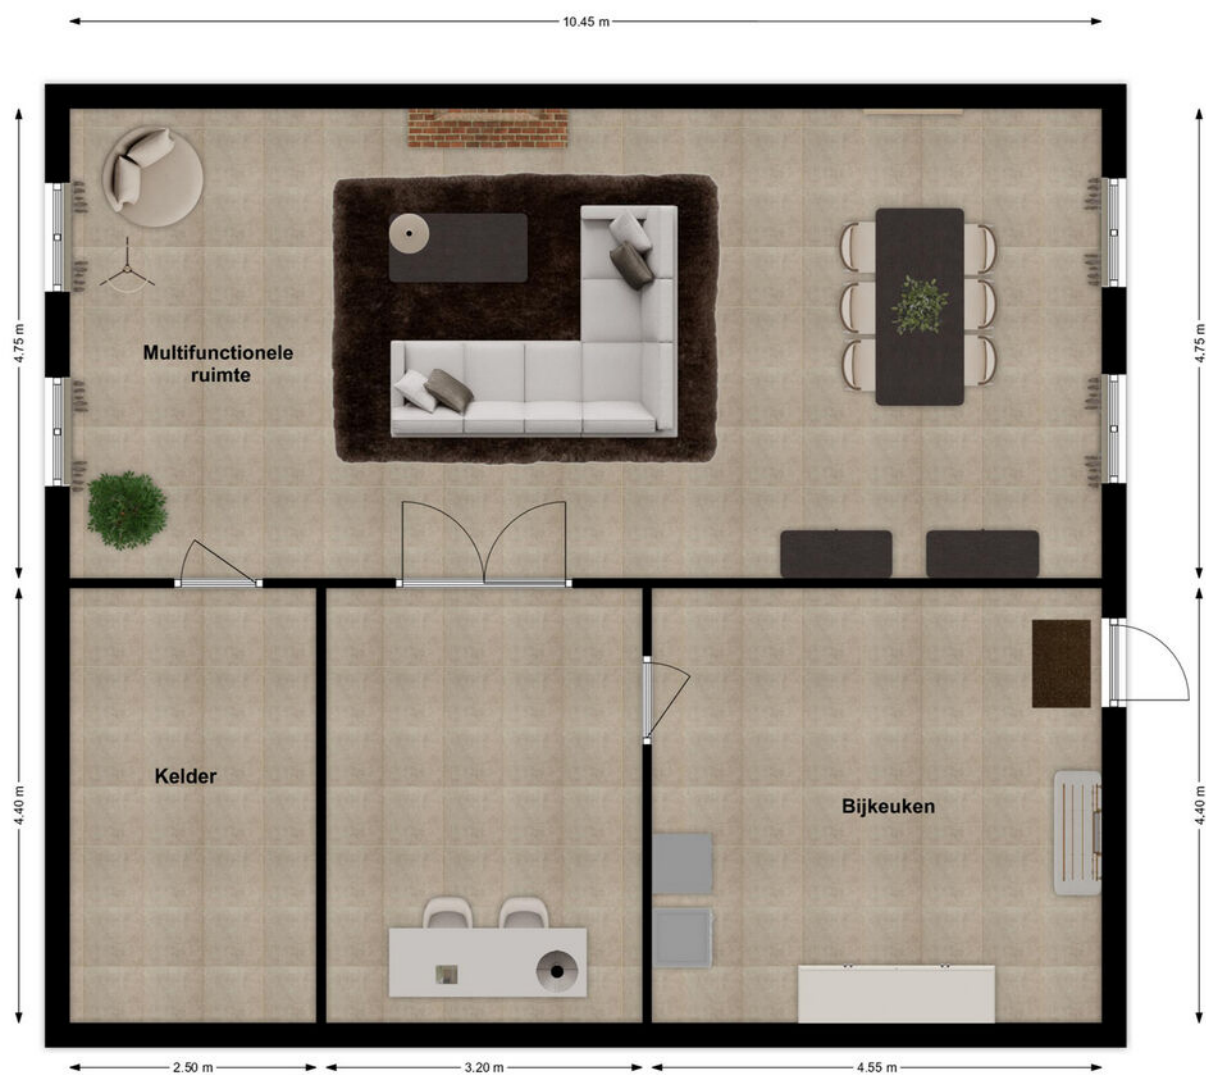 10.45 m
4.75 m
4.75 m
Multifunctionele
ruimte
Kelder
Bijkeuken
4.40 m
4.40 m
2.50 m
3.20 m
4.55 m